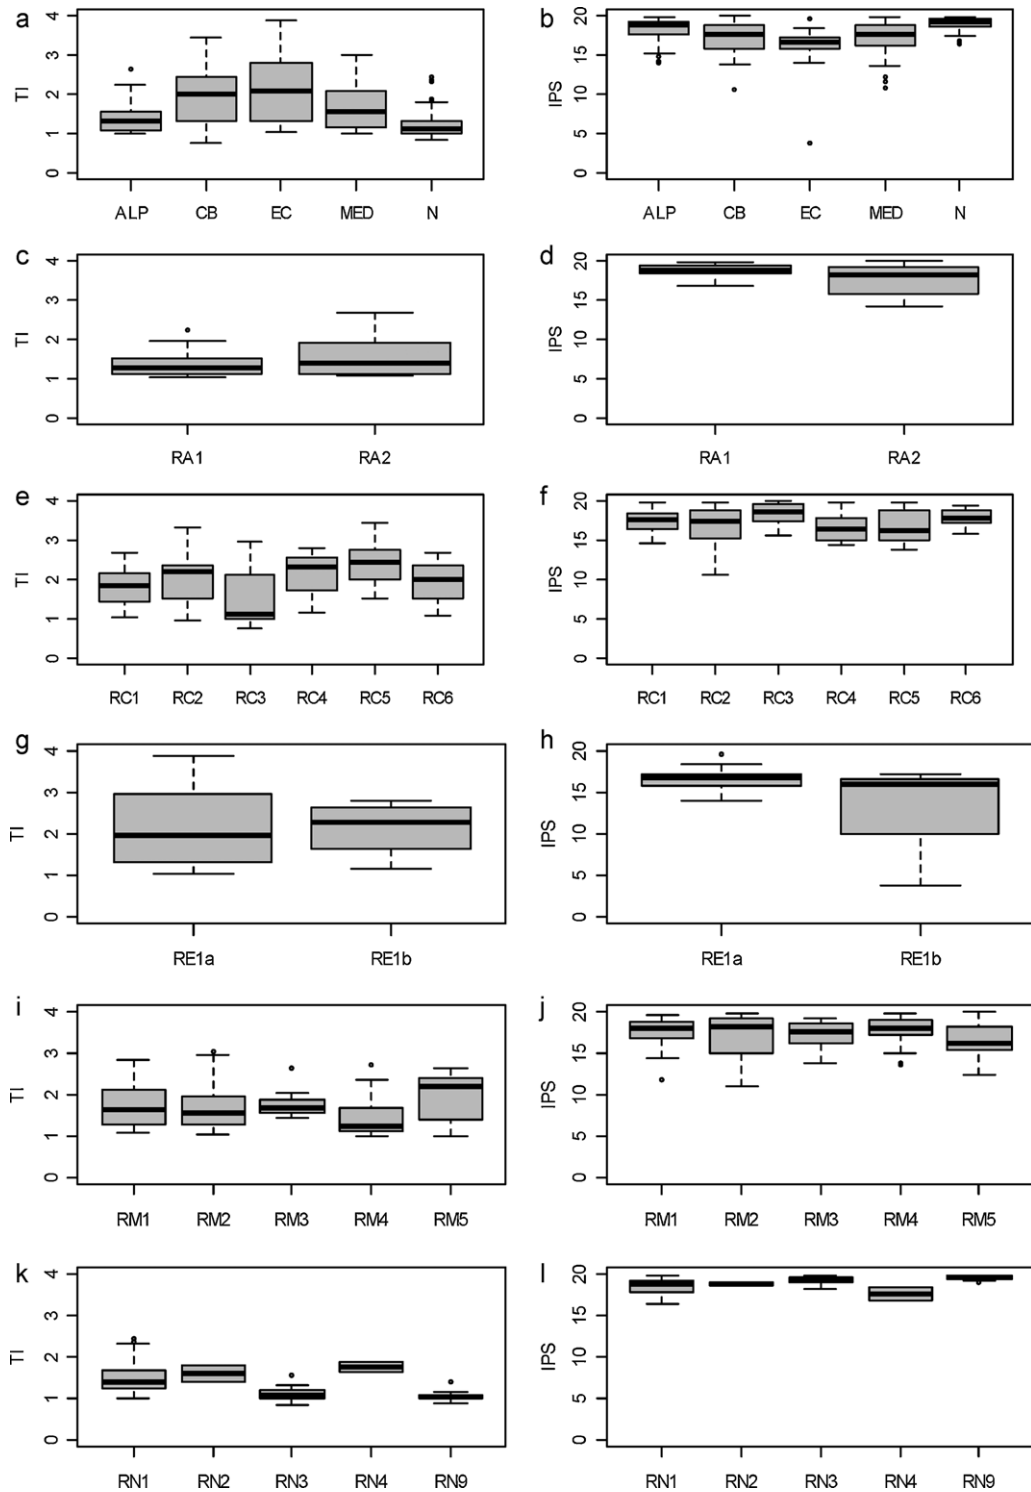 a
TI
0 1 2 3 4
ALP CB EC MED N
b
IPS
0 5 10 15 20
ALP CB EC MED N
c
TI
0 1 2 3 4
RA1 RA2
d
IPS
0 5 10 15 20
RA1 RA2
e
TI
0 1 2 3 4
RC1 RC2 RC3 RC4 RC5 RC6
f
IPS
0 5 10 15 20
RC1 RC2 RC3 RC4 RC5 RC6
g
TI
0 1 2 3 4
RE1a RE1b
h
IPS
0 5 10 15 20
RE1a RE1b
i
TI
0 1 2 3 4
RM1 RM2 RM3 RM4 RM5
j
IPS
0 5 10 15 20
RM1 RM2 RM3 RM4 RM5
k
TI
0 1 2 3 4
RN1 RN2 RN3 RN4 RN9
l
IPS
0 5 10 15 20
RN1 RN2 RN3 RN4 RN9